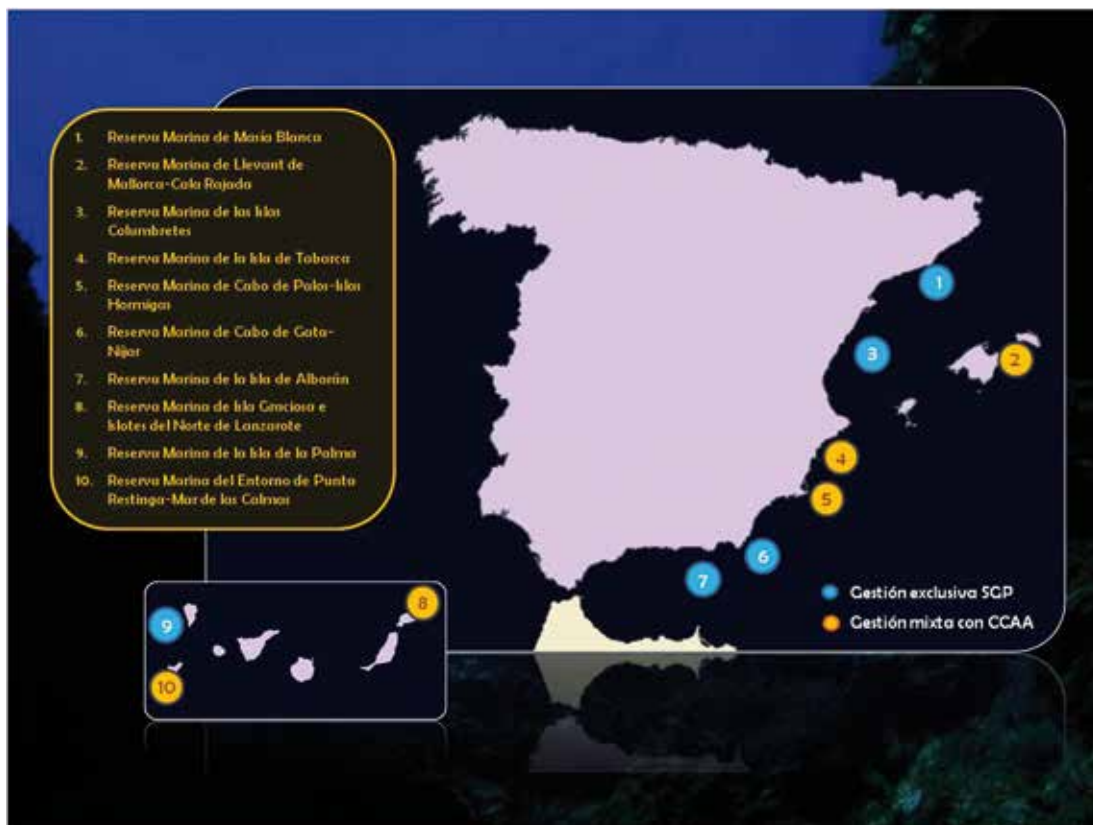 1. Reserva Marina de Masía Blanca
2. Reserva Marina de Llevant de
Mallorca-Cala Rajada
3. Reserva Marina de las Islas
Columbretes
4. Reserva Marina de la Isla de Tabarca
5. Reserva Marina de Cabo de Palos-Islas
Hormigas
6. Reserva Marina de Cabo de Gata-
Níjar
7. Reserva Marina de la Isla de Alborán
8. Reserva Marina de Isla Graciosa e
Islotes del Norte de Lanzarote
9. Reserva Marina de la Isla de la Palma
10. Reserva Marina del Entorno de Punta
Restinga-Mar de las Calmas
1
3
2
4
5
6
7
Gestión exclusiva SGP
Gestión mixta con CCAA
8
9
10